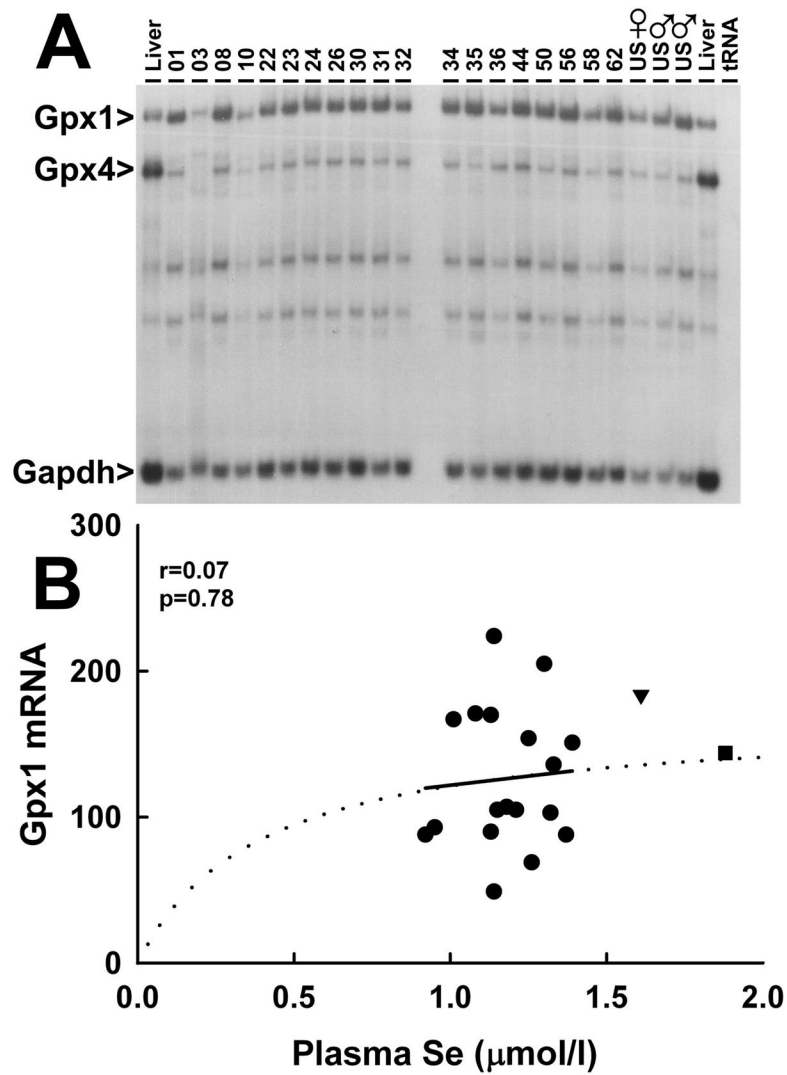 A
Liver 01 03 08 10 22 23 24 26 30 31 32 34 35 36 44 50 56 58 62 US♀ US♂ US♂ Liver tRNA
Gpx1>
Gpx4>
Gapdh>
B
r=0.07
p=0.78
300
200
100
0
Gpx1 mRNA
0.0 0.5 1.0 1.5 2.0
Plasma Se (μmol/l)